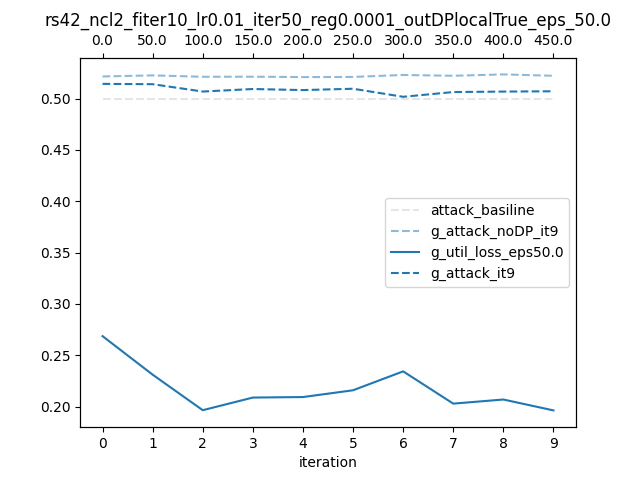 rs42_ncl2_fiter10_lr0.01_iter50_reg0.0001_outDPlocalTrue_eps_50.0
0.0 50.0 100.0 150.0 200.0 250.0 300.0 350.0 400.0 450.0
0.50
0.45
0.40
0.35
0.30
0.25
0.20
attack_basiline
g_attack_noDP_it9
g_util_loss_eps50.0
g_attack_it9
0 1 2 3 4 5 6 7 8 9
iteration